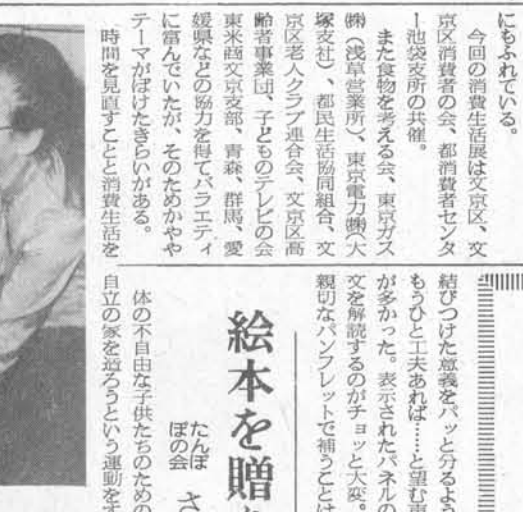 にもふれている。
今回の消費生活展は文京区、文
京区消費者の会、都消費者センタ
ー池袋支所の共催。
また食物を考える会、東京ガス
㈱（浅草営業所）、東京電力㈱大
塚支社）、都民生活協同組合、文
京区老人クラブ連合会、文京区高
齢者事業団、子どものテレビの会
東米商文京支部、青森、群馬、愛
媛県などの協力を得てバラエティ
に富んでいたが、そのためかやや
テーマがぼけたきらいがある。
時間を見直すことと消費生活を
結びつけた意義をパッと分るよう
もうひと工夫あれば……と望む声
が多かった。表示されたパネルの
文を解読するのがチョッと大変。
親切なパンフレットで補うことは
絵本を贈
たんぽ
ぽの会
さ
体の不自由な子供たちのための
自立の家を造ろうという運動をす